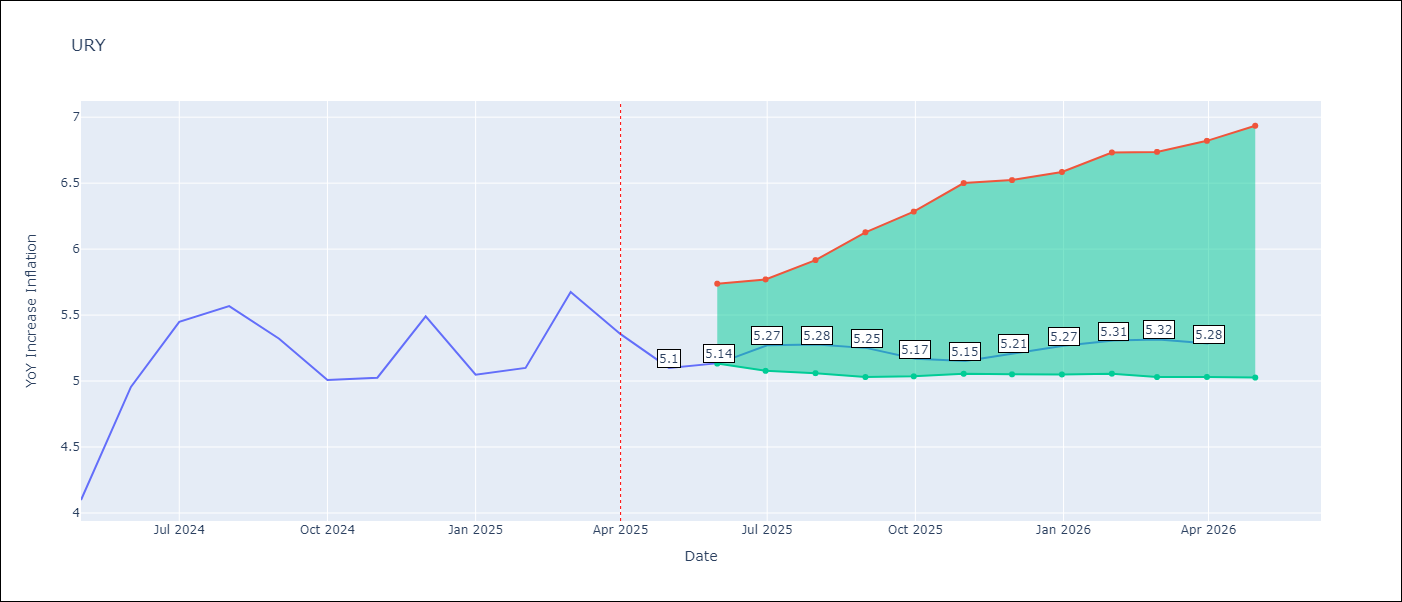 URY
YoY Increase Inflation
7
6.5
6
5.5
5
4.5
4
5.1
5.14
5.27
5.28
5.25
5.17
5.15
5.21
5.27
5.31
5.32
5.28
Jul 2024
Oct 2024
Jan 2025
Apr 2025
Jul 2025
Oct 2025
Jan 2026
Apr 2026
Date